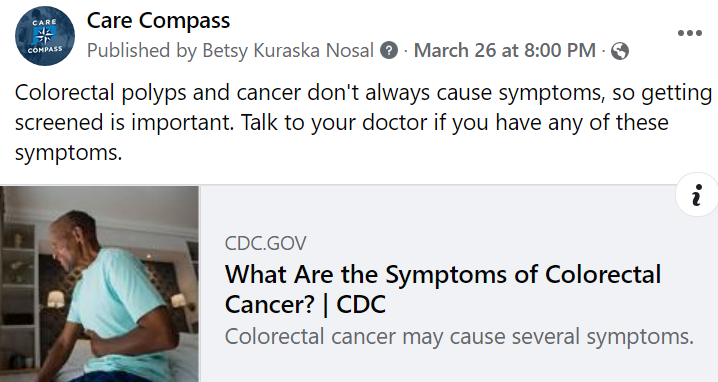 CARE
COMPASS
Care Compass
Published by Betsy Kuraska Nosal ? · March 26 at 8:00 PM ·
Colorectal polyps and cancer don't always cause symptoms, so getting
screened is important. Talk to your doctor if you have any of these
symptoms.
i
CDC.GOV
What Are the Symptoms of Colorectal
Cancer? | CDC
Colorectal cancer may cause several symptoms.